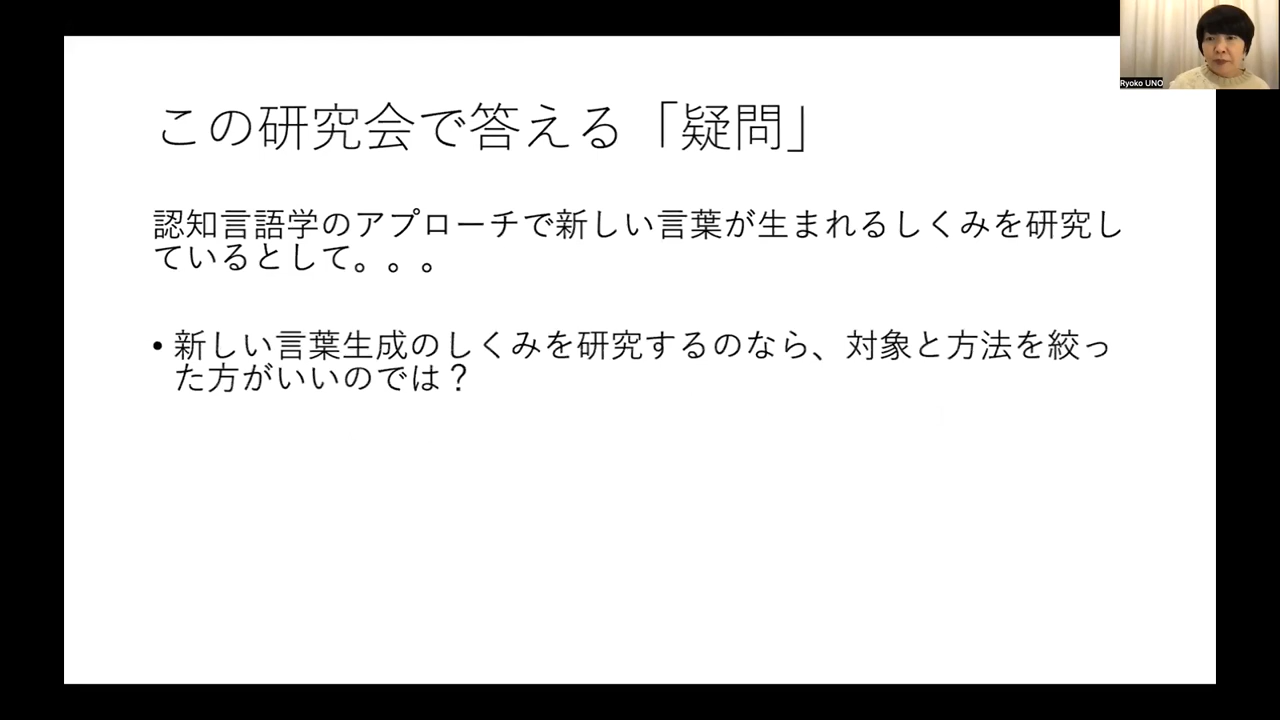 この研究会で答える「疑問」
認知言語学のアプローチで新しい言葉が生まれるしくみを研究し
ているとして。。。
• 新しい言葉生成のしくみを研究するのなら、対象と方法を絞っ
た方がいいのでは？
Ryoko UNO